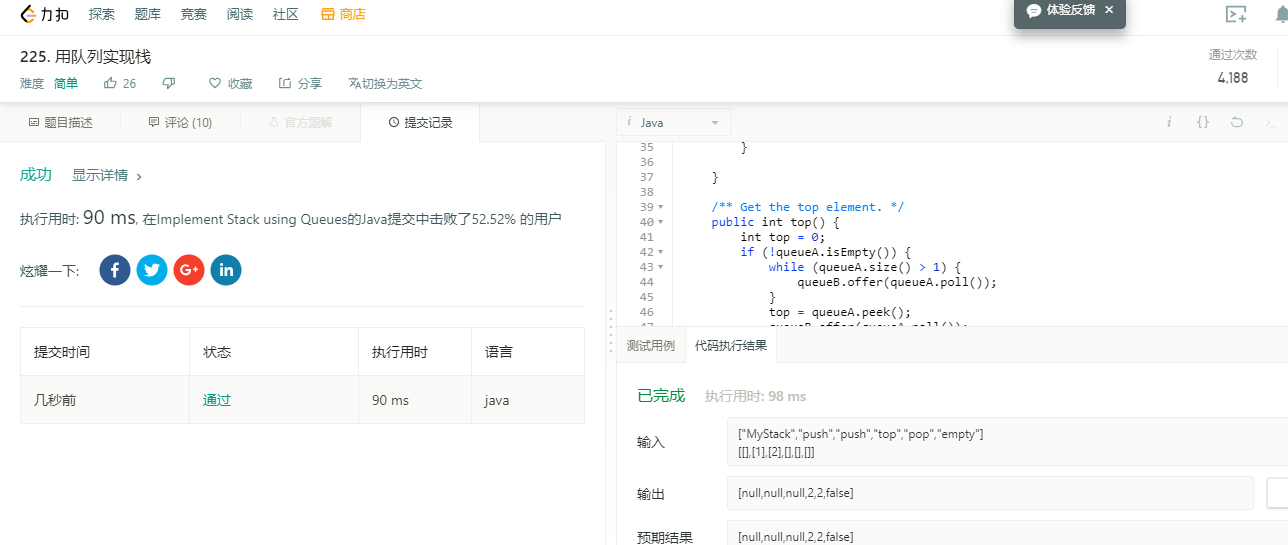 力扣 探索 题库 竞赛 阅读 社区 商店 体验反馈 ×
225. 用队列实现栈
通过次数
4,188
难度 简单 26 收藏 分享 切换为英文
题目描述 评论 (10) 官方题解 提交记录
i Java
i {}
35 }
36
37 }
38
39 /** Get the top element. */
40 public int top() {
41 int top = 0;
42 if (!queueA.isEmpty()) {
43 while (queueA.size() > 1) {
44 queueB.offer(queueA.poll());
45 }
46 top = queueA.peek();
47 queueB.offer(queueA.poll());
成功 显示详情 ›
执行用时: 90 ms, 在Implement Stack using Queues的Java提交中击败了52.52% 的用户
炫耀一下: f G+ in
提交时间 状态 执行用时 语言
几秒前 通过 90 ms java
测试用例 代码执行结果
已完成 执行用时: 98 ms
输入
["MyStack","push","push","top","pop","empty"]
[[],[1],[2],[],[],[]]
输出 [null,null,null,2,2,false]
预期结果 [null,null,null,2,2,false]